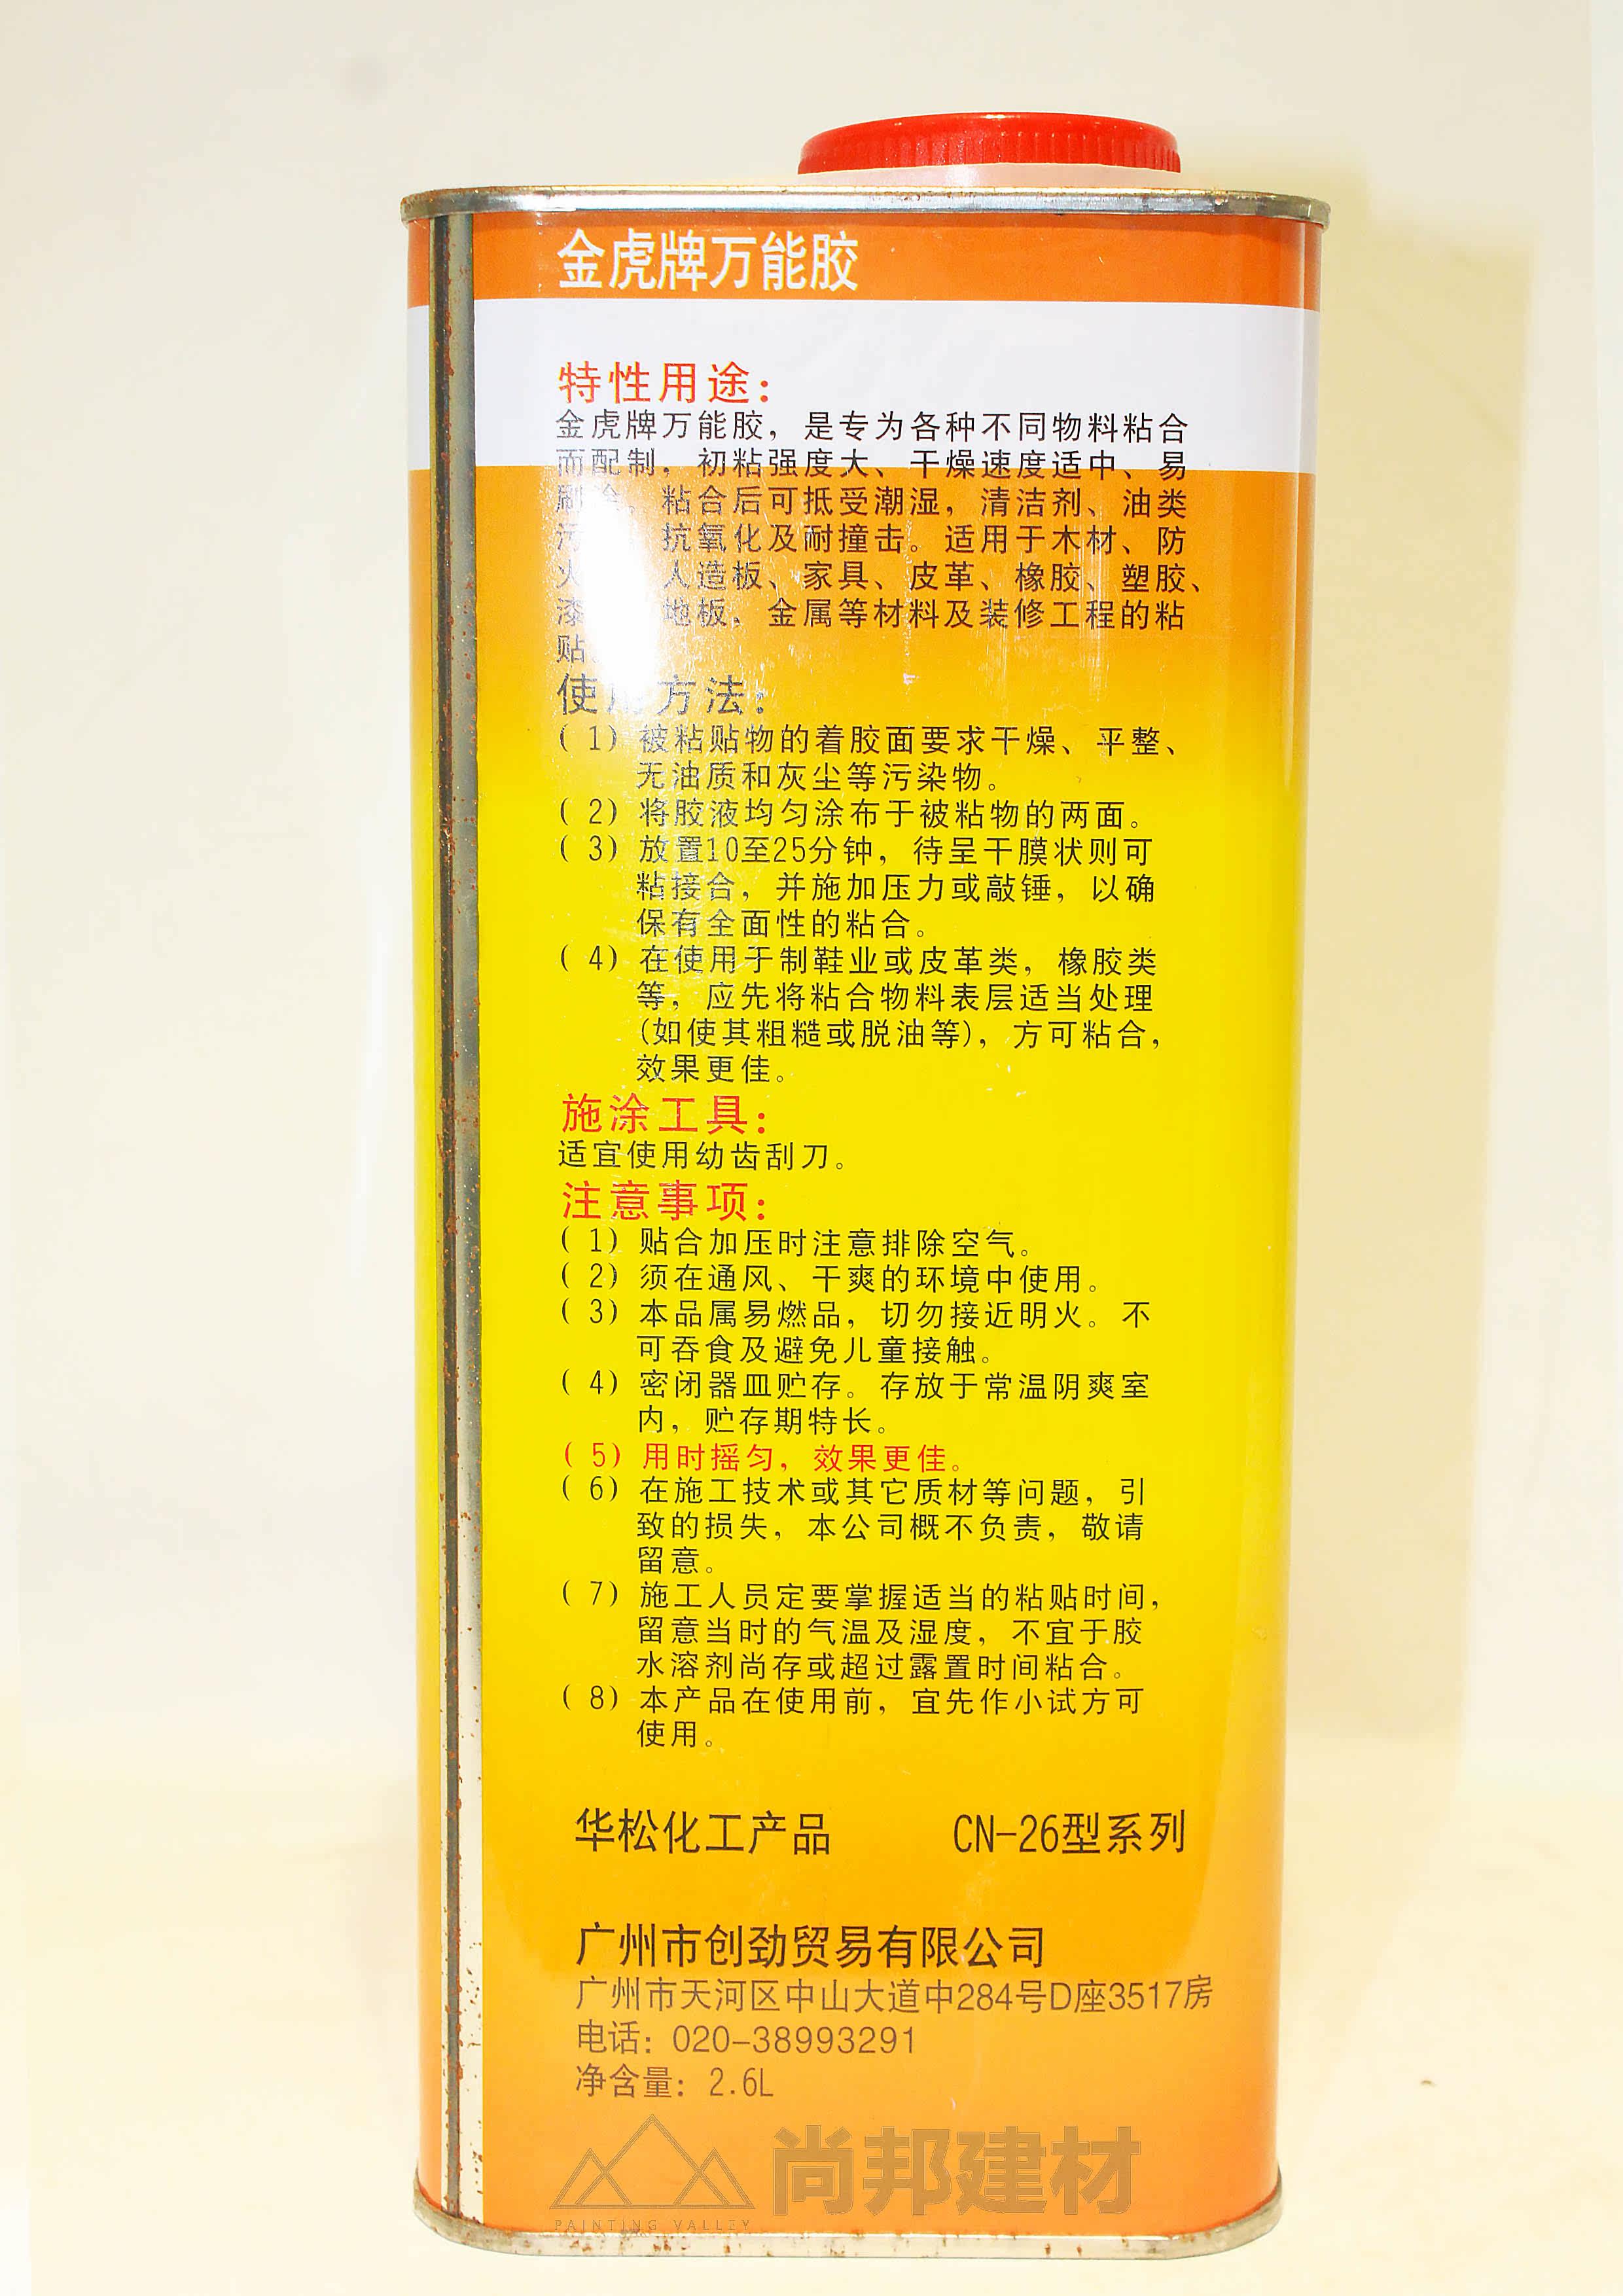 金虎牌万能胶
特性用途：
金虎牌万能胶，是专为各种不同物料粘合
而配制，初粘强度大、干燥速度适中、易
刷涂，粘合后可抵受潮湿，清洁剂、油类
污 抗氧化及耐撞击。适用于木材、防
火 人造板、家具、皮革、橡胶、塑胶、
漆 地板、金属等材料及装修工程的粘
贴
使用方法：
(1) 被粘贴物的着胶面要求干燥、平整、
无油质和灰尘等污染物。
(2) 将胶液均匀涂布于被粘物的两面。
(3) 放置10至25分钟，待呈干膜状则可
粘接合，并施加压力或敲锤，以确
保有全面性的粘合。
(4) 在使用于制鞋业或皮革类，橡胶类
等，应先将粘合物料表层适当处理
(如使其粗糙或脱油等)，方可粘合，
效果更佳。
施涂工具：
适宜使用幼齿刮刀。
注意事项：
(1) 贴合加压时注意排除空气。
(2) 须在通风、干爽的环境中使用。
(3) 本品属易燃品，切勿接近明火。不
可吞食及避免儿童接触。
(4) 密闭器皿贮存。存放于常温阴爽室
内，贮存期特长。
(5) 用时摇匀，效果更佳。
(6) 在施工技术或其它质材等问题，引
致的损失，本公司概不负责，敬请
留意。
(7) 施工人员定要掌握适当的粘贴时间，
留意当时的气温及湿度，不宜于胶
水溶剂尚存或超过露置时间粘合。
(8) 本产品在使用前，宜先作小试方可
使用。
华松化工产品 CN-26型系列
广州市创劲贸易有限公司
广州市天河区中山大道中284号D座3517房
电话：020-38993291
净含量：2.6L
尚邦建材
PAINTING VALLEY